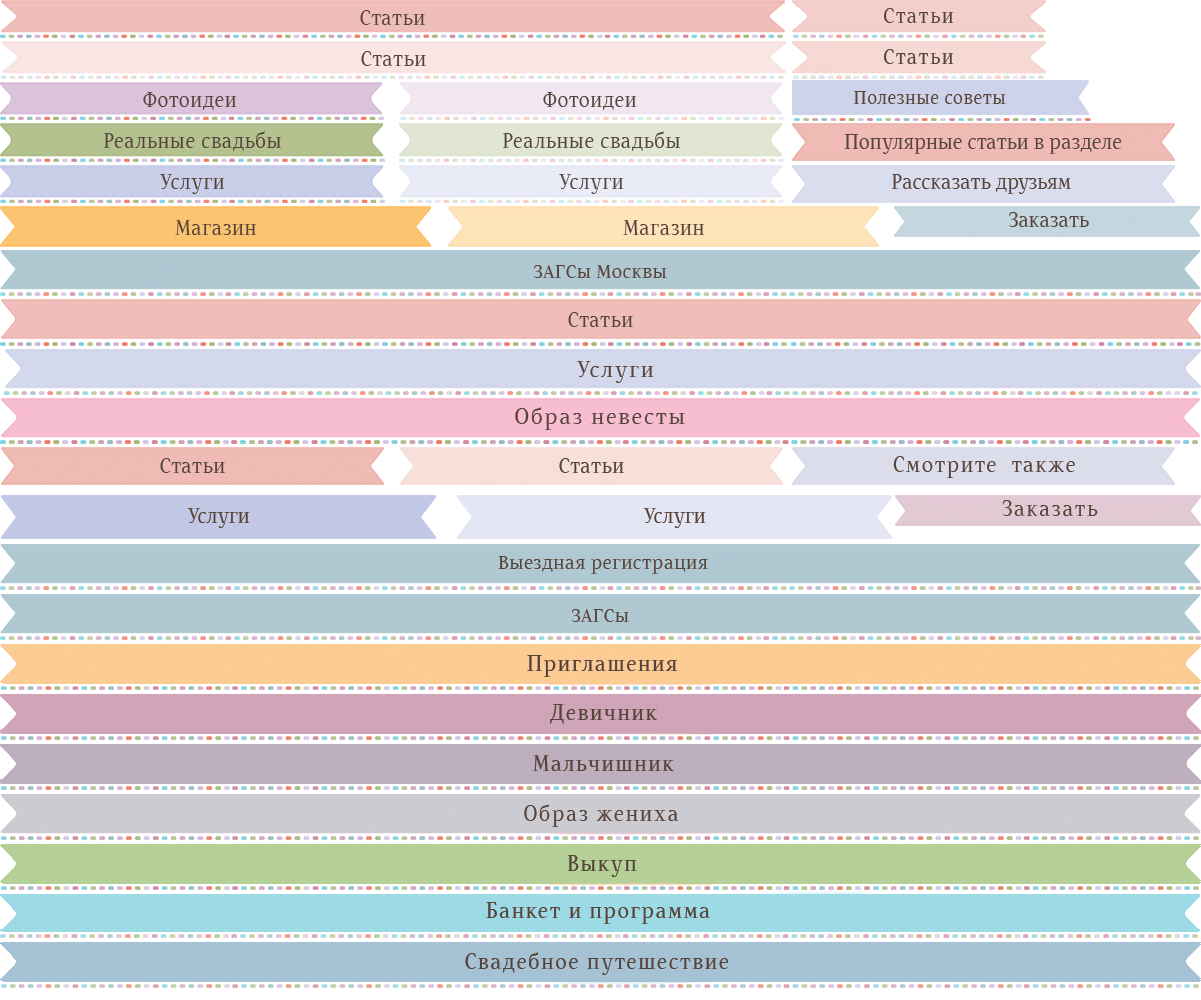 Статьи
Статьи
Статьи
Статьи
Фотоидеи
Фотоидеи
Полезные советы
Реальные свадьбы
Реальные свадьбы
Популярные статьи в разделе
Услуги
Услуги
Рассказать друзьям
Магазин
Магазин
Заказать
ЗАГСы Москвы
Статьи
Услуги
Образ невесты
Статьи
Статьи
Смотрите также
Услуги
Услуги
Заказать
Выездная регистрация
ЗАГСы
Приглашения
Девичник
Мальчишник
Образ жениха
Выкуп
Банкет и программа
Свадебное путешествие